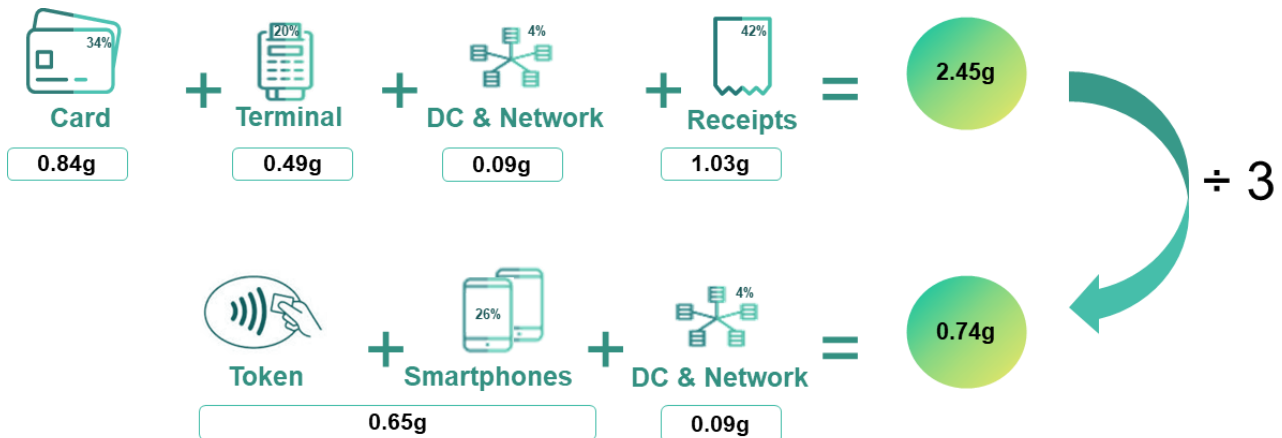 34%
20%
4%
42%
Card + Terminal + DC & Network + Receipts = 2.45g
0.84g 0.49g 0.09g 1.03g
÷ 3
26%
4%
Token + Smartphones + DC & Network = 0.74g
0.65g 0.09g